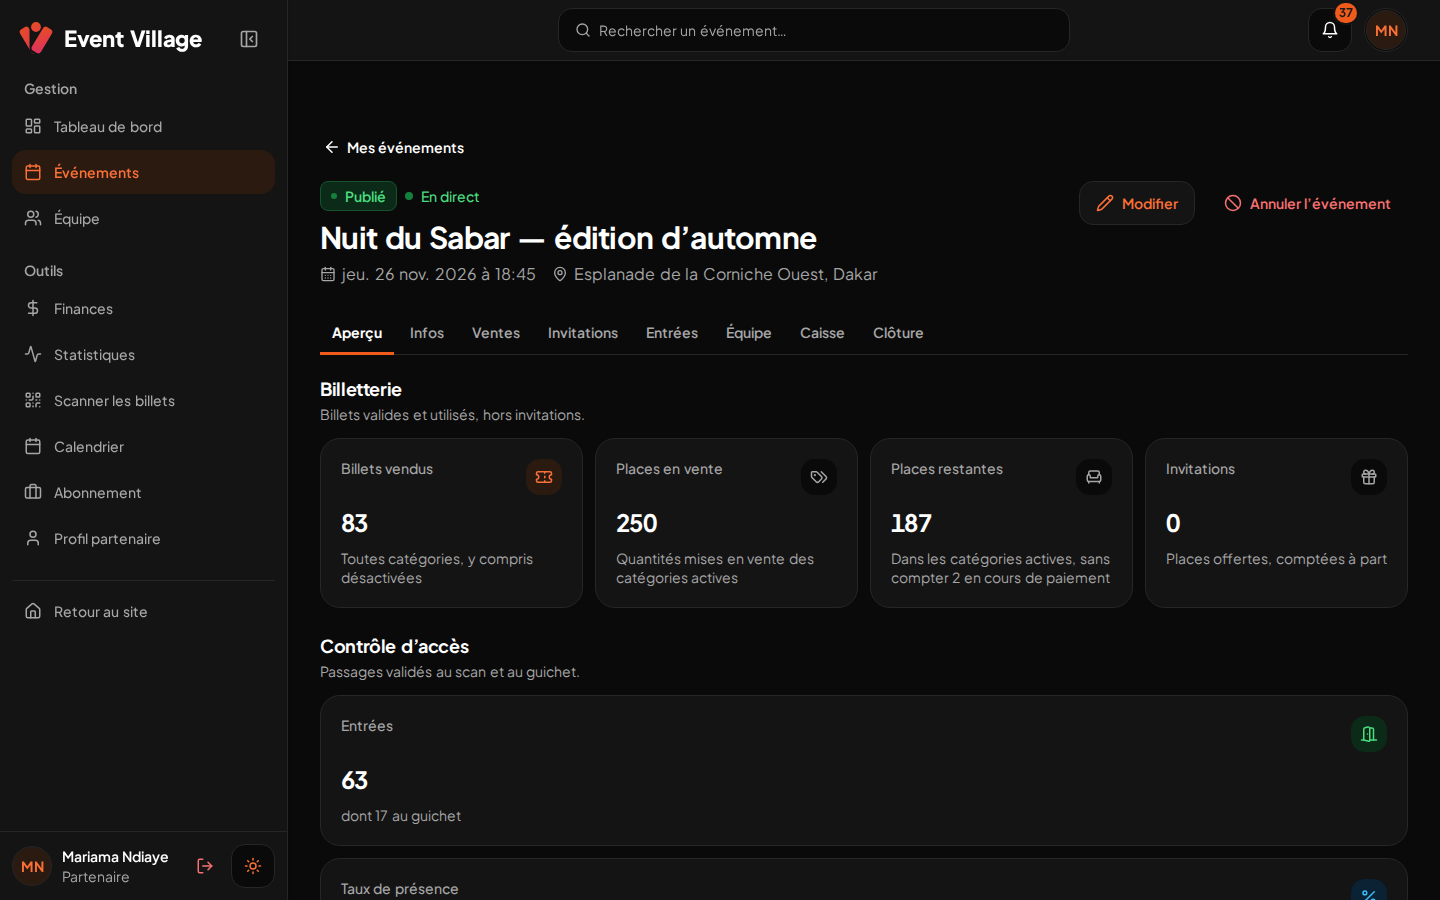 Event Village
Rechercher un événement...
37
MN
Gestion
Tableau de bord
Événements
Équipe
Outils
Finances
Statistiques
Scanner les billets
Calendrier
Abonnement
Profil partenaire
Retour au site
MN
Mariama Ndiaye
Partenaire
Mes événements
Publié
En direct
Modifier
Annuler l’événement
Nuit du Sabar — édition d’automne
jeu. 26 nov. 2026 à 18:45
Esplanade de la Corniche Ouest, Dakar
Aperçu
Infos
Ventes
Invitations
Entrées
Équipe
Caisse
Clôture
Billetterie
Billets valides et utilisés, hors invitations.
Billets vendus
83
Toutes catégories, y compris
désactivées
Places en vente
250
Quantités mises en vente des
catégories actives
Places restantes
187
Dans les catégories actives, sans
compter 2 en cours de paiement
Invitations
0
Places offertes, comptées à part
Contrôle d’accès
Passages validés au scan et au guichet.
Entrées
63
dont 17 au guichet
Taux de présence